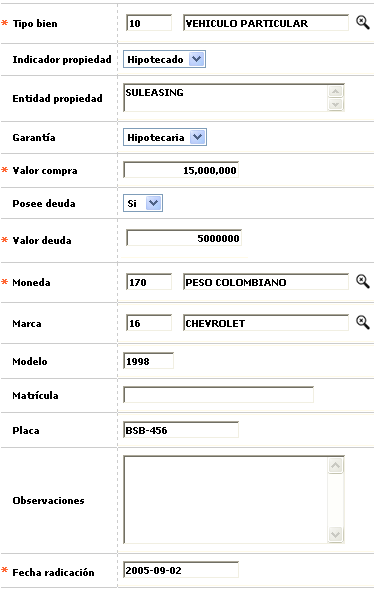 * Tipo bien 10 VEHICULO PARTICULAR
Indicador propiedad Hipotecado
Entidad propiedad SULEASING
Garantía Hipotecaria
* Valor compra 15,000,000
Posee deuda Si
* Valor deuda 5000000
* Moneda 170 PESO COLOMBIANO
Marca 16 CHEVROLET
Modelo 1998
Matrícula
Placa BSB-456
Observaciones
* Fecha radicación 2005-09-02